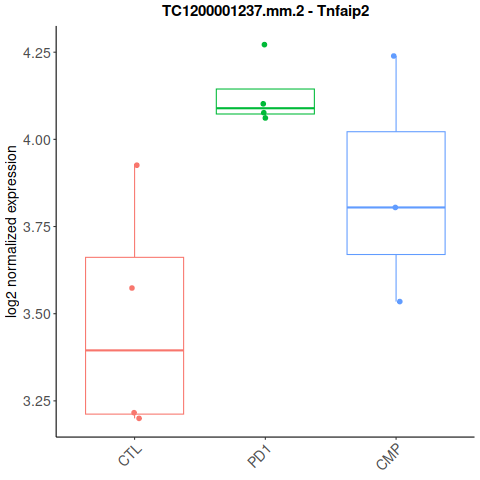 TC1200001237.mm.2 - Tnfaip2
log2 normalized expression
4.25
4.00
3.75
3.50
3.25
CTL
PD1
CMP